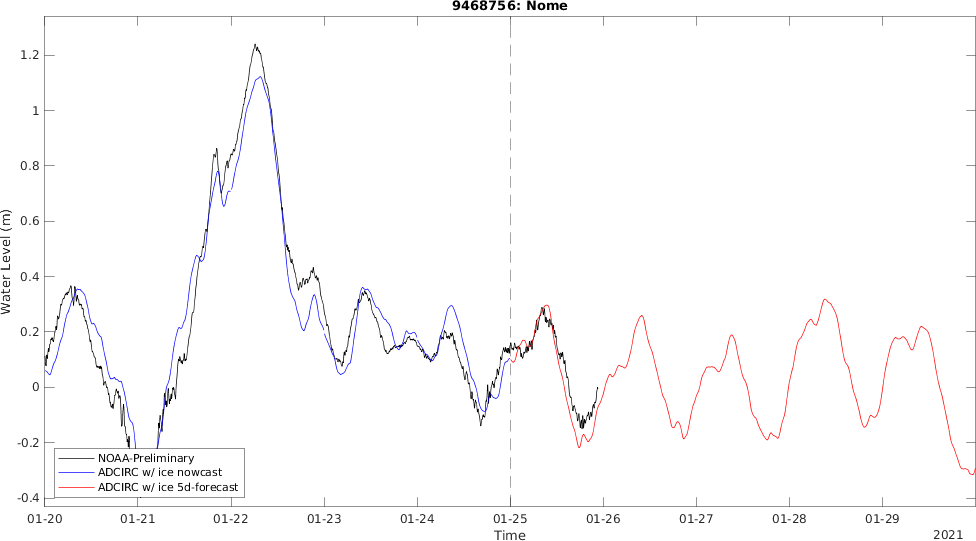 9468756: Nome
Water Level (m)
1.2
1
0.8
0.6
0.4
0.2
0
-0.2
-0.4
NOAA-Preliminary
ADCIRC w/ ice nowcast
ADCIRC w/ ice 5d-forecast
01-20 01-21 01-22 01-23 01-24 01-25 01-26 01-27 01-28 01-29
Time
2021